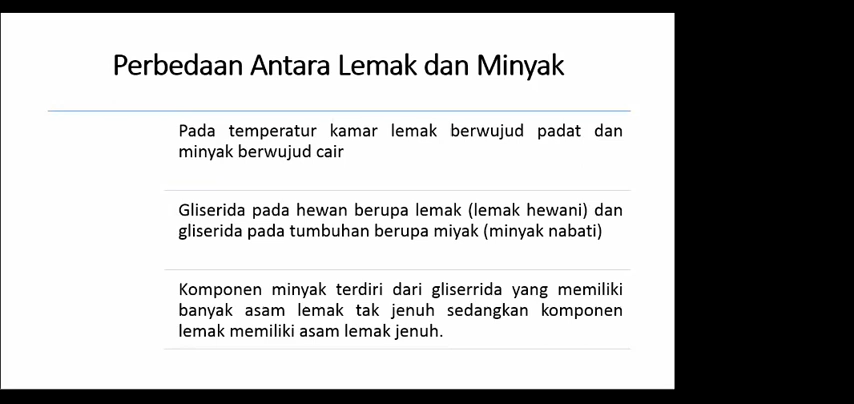 Perbedaan Antara Lemak dan Minyak
Pada temperatur kamar lemak berwujud padat dan
minyak berwujud cair
Gliserida pada hewan berupa lemak (lemak hewani) dan
gliserida pada tumbuhan berupa miyak (minyak nabati)
Komponen minyak terdiri dari gliserrida yang memiliki
banyak asam lemak tak jenuh sedangkan komponen
lemak memiliki asam lemak jenuh.